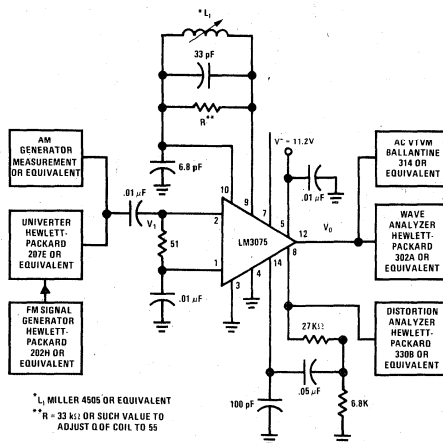 *L₁
33 pF
R**
V⁺ = 11.2V
6.8 pF
.01 µF
AM
GENERATOR
MEASUREMENT
OR EQUIVALENT
AC VTVM
BALLANTINE
314 OR
EQUIVALENT
.01 µF
10
9
7
5
V₁
2
LM3075
12
V₀
UNIVERTER
HEWLETT-
PACKARD
207E OR
EQUIVALENT
WAVE
ANALYZER
HEWLETT-
PACKARD
302A OR
EQUIVALENT
51
1
3
4
14
8
.01 µF
FM SIGNAL
GENERATOR
HEWLETT-
PACKARD
202H OR
EQUIVALENT
27KΩ
DISTORTION
ANALYZER
HEWLETT-
PACKARD
330B OR
EQUIVALENT
.05 µF
100 pF
6.8K
*L₁ MILLER 4505 OR EQUIVALENT
**R = 33 kΩ OR SUCH VALUE TO
ADJUST Q OF COIL TO 55